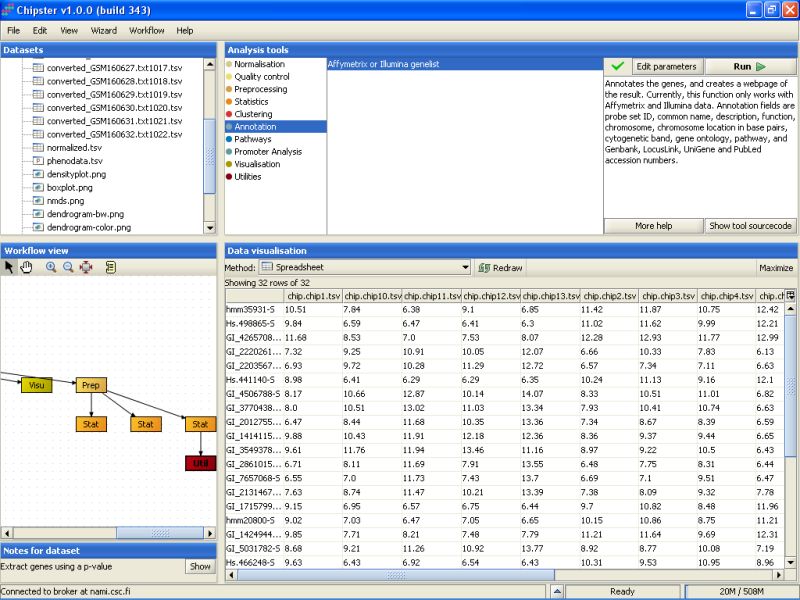 Chipster v1.0.0 (build 343)
File Edit View Wizard Workflow Help
Datasets
converted_GSM160627.txt1017.tsv
converted_GSM160628.txt1018.tsv
converted_GSM160629.txt1019.tsv
converted_GSM160630.txt1020.tsv
converted_GSM160631.txt1021.tsv
converted_GSM160632.txt1022.tsv
normalized.tsv
phenodata.tsv
densityplot.png
boxplot.png
nmds.png
dendrogram-bw.png
dendrogram-color.png
Analysis tools
Normalisation
Quality control
Preprocessing
Statistics
Clustering
Annotation
Pathways
Promoter Analysis
Visualisation
Utilities
Affymetrix or Illumina genelist
Edit parameters Run
Annotates the genes, and creates a webpage of
the result. Currently, this function only works with
Affymetrix and Illumina data. Annotation fields are
probe set ID, common name, description, function,
chromosome, chromosome location in base pairs,
cytogenetic band, gene ontology, pathway, and
Genbank, LocusLink, UniGene and PubLed
accession numbers.
More help Show tool sourcecode
Workflow view
Visu Prep
Stat Stat Stat
Util
Notes for dataset
Extract genes using a p-value Show
Data visualisation
Method: Spreadsheet Redraw Maximize
Showing 32 rows of 32
chip.chip1.tsv chip.chip10.tsv chip.chip11.tsv chip.chip12.tsv chip.chip13.tsv chip.chip2.tsv chip.chip3.tsv chip.chip4.tsv chip.ch
hmm35931-S 10.51 7.84 6.38 9.1 6.85 11.42 11.87 10.75 12.42
Hs.498865-S 9.84 6.59 6.47 6.41 6.3 11.02 11.62 9.99 12.21
GI_4265708... 11.68 8.53 7.0 7.53 8.07 12.28 12.93 11.77 12.99
GI_2220261... 7.32 9.25 10.91 10.05 12.07 6.66 10.33 7.83 6.13
GI_2203567... 6.93 9.72 10.28 11.29 12.72 6.57 7.34 7.11 6.63
Hs.441140-S 8.98 6.41 6.29 6.29 6.35 10.24 11.13 9.16 12.1
GI_4506788-S 8.17 10.66 12.87 10.14 14.07 8.33 10.51 11.01 6.82
GI_3770438... 8.0 10.51 13.02 11.03 13.34 7.93 10.41 10.74 6.63
GI_2012755... 6.47 8.44 11.68 10.35 13.36 7.34 8.67 8.39 6.59
GI_1414115... 9.88 10.43 11.91 12.18 12.36 8.36 9.37 9.44 6.65
GI_3549378... 9.61 11.76 11.94 13.46 11.16 8.97 9.22 10.5 6.43
GI_2861015... 6.71 8.11 11.69 7.91 13.55 6.48 7.75 8.31 6.44
GI_7657068-S 6.55 7.0 11.73 7.43 13.7 6.69 7.1 9.51 6.47
GI_2131467... 7.63 8.74 11.47 10.21 13.39 7.38 8.09 9.32 7.78
GI_1715799... 9.15 6.95 6.57 6.75 6.44 9.7 10.82 8.48 11.96
hmm20800-S 9.02 7.03 6.47 7.05 6.65 10.15 10.86 8.75 11.21
GI_1424944... 9.85 7.71 8.21 7.48 7.79 11.21 11.64 9.69 12.31
GI_5031782-S 8.68 9.21 11.26 10.92 13.77 8.92 8.77 10.08 7.19
Hs.466248-S 9.63 6.43 6.92 6.54 6.43 10.31 9.53 10.95 8.96
Connected to broker at nami.csc.fi Ready 20M / 508M